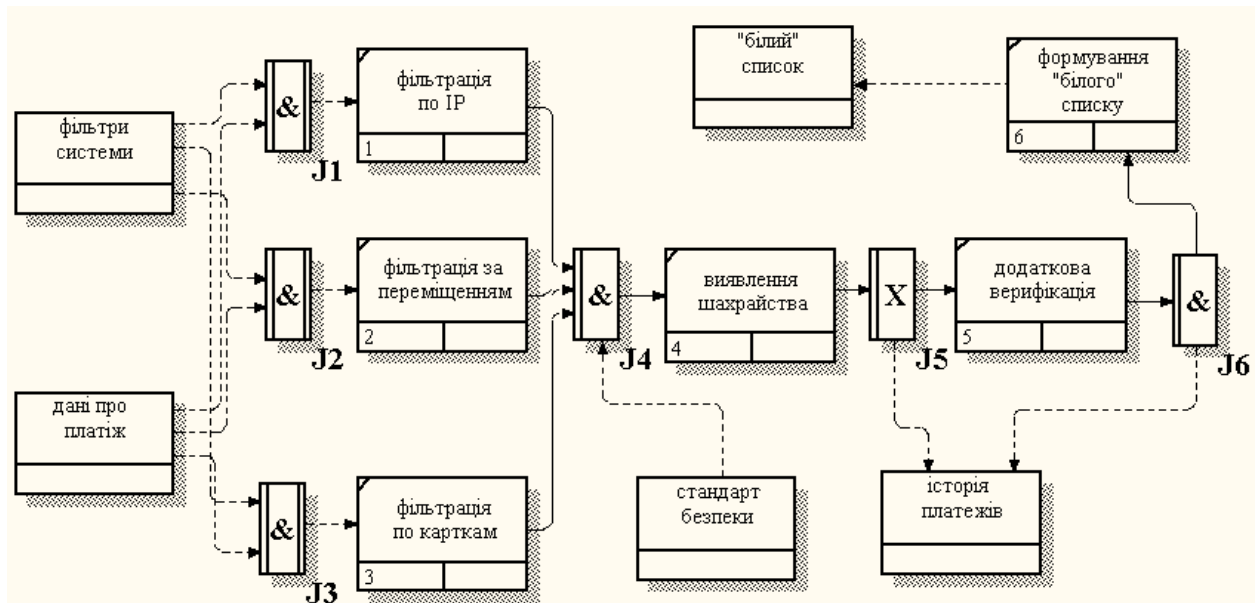 "білий"
список
формування
"білого"
списку
6
фільтрація
по IP
1
&
J1
фільтри
системи
&
J2
фільтрація за
переміщенням
2
&
J4
виявлення
шахрайства
4
X
J5
додаткова
верифікація
5
&
J6
дані про
платіж
&
J3
фільтрація
по карткам
3
стандарт
безпеки
історія
платежів